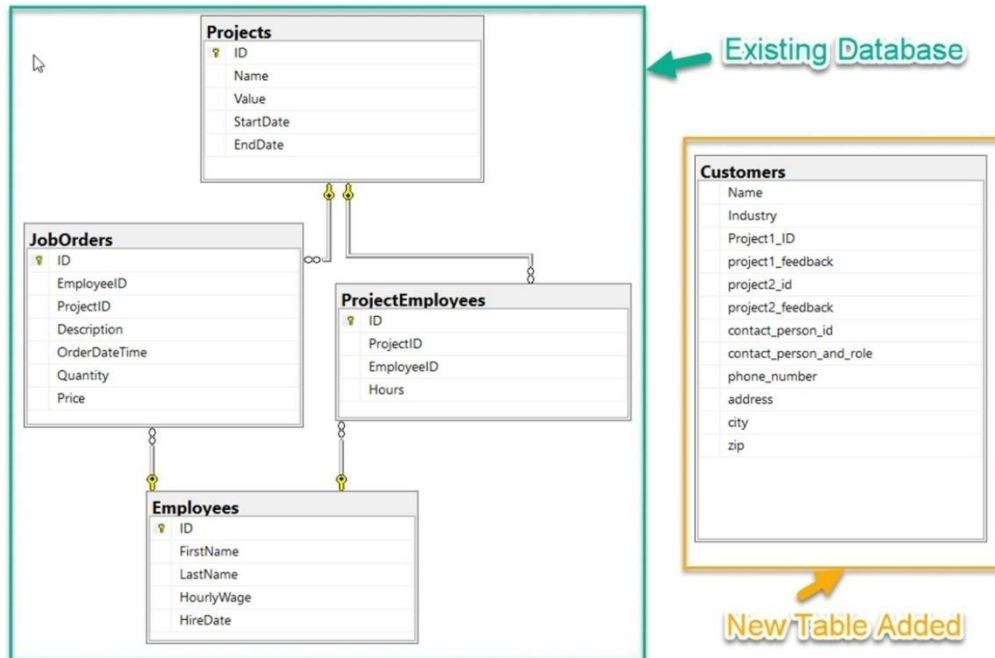 Existing Database
Projects
ID
Name
Value
StartDate
EndDate
JobOrders
ID
EmployeeID
ProjectID
Description
OrderDateTime
Quantity
Price
ProjectEmployees
ID
ProjectID
EmployeeID
Hours
Employees
ID
FirstName
LastName
HourlyWage
HireDate
Customers
Name
Industry
Project1_ID
project1_feedback
project2_id
project2_feedback
contact_person_id
contact_person_and_role
phone_number
address
city
zip
New Table Added